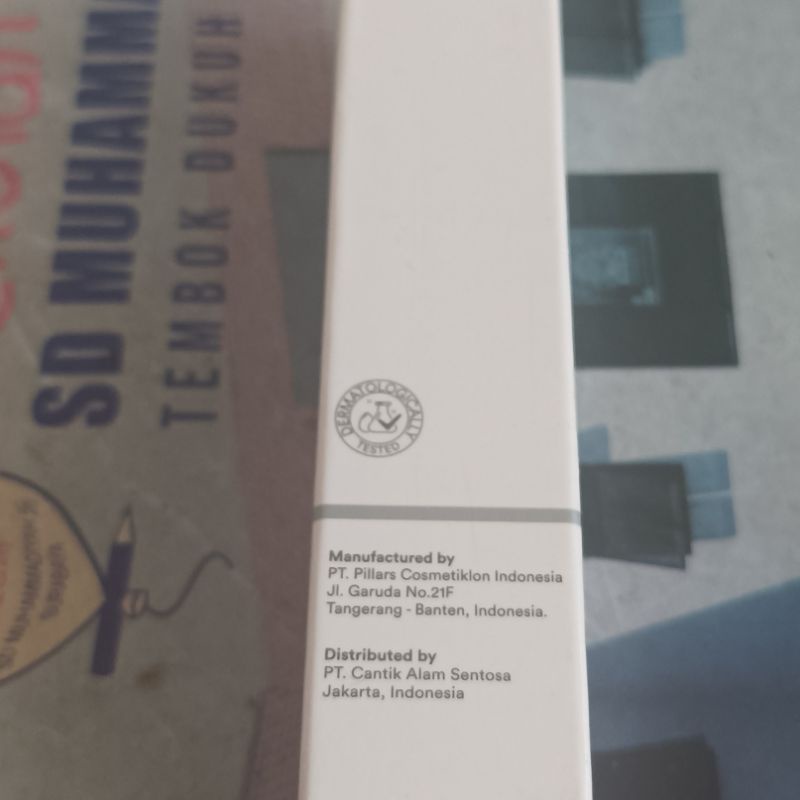 SD MUHAMMA
TEMBOK DUKUH
DERMATOLOGICALLY
TESTED
Manufactured by
PT. Pillars Cosmetiklon Indonesia
Jl. Garuda No.21F
Tangerang - Banten, Indonesia.
Distributed by
PT. Cantik Alam Sentosa
Jakarta, Indonesia